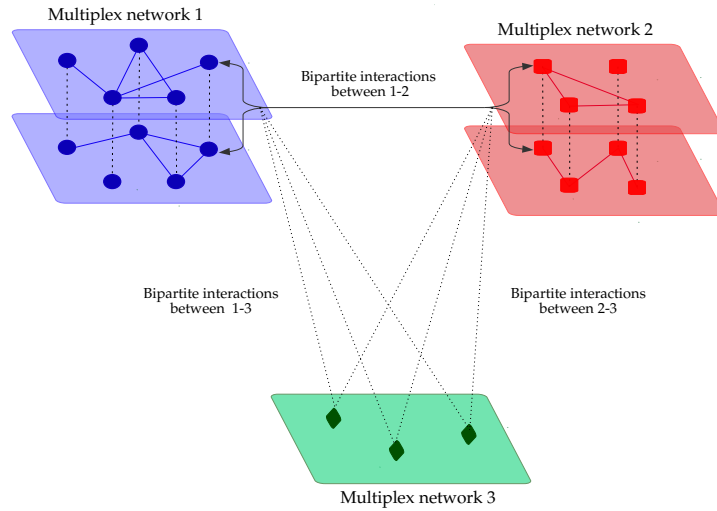 Multiplex network 1
Multiplex network 2
Bipartite interactions
between 1-2
Bipartite interactions
between 1-3
Bipartite interactions
between 2-3
Multiplex network 3